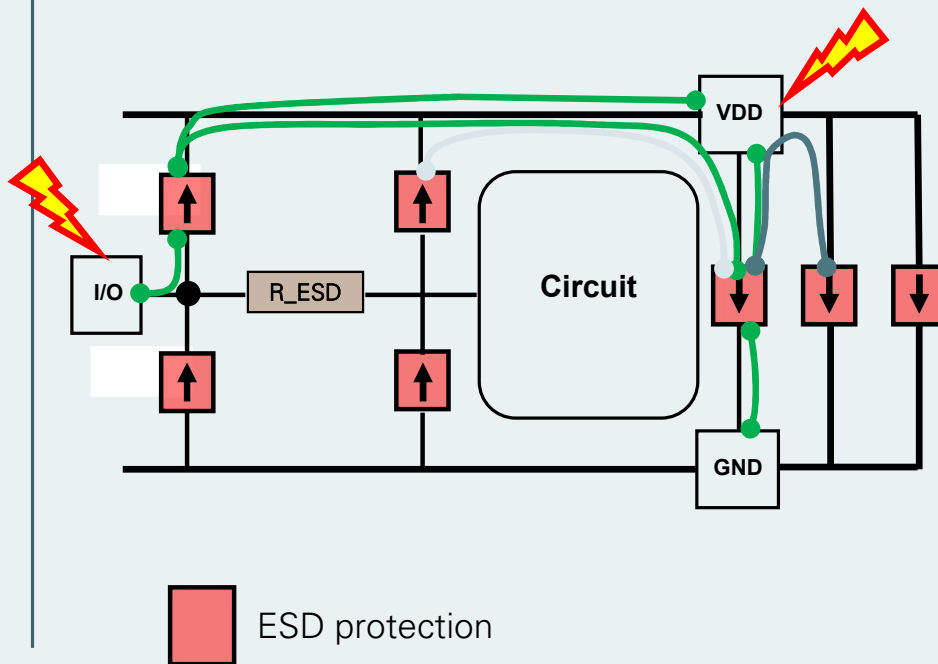 VDD
I/O
R_ESD
Circuit
GND
ESD protection